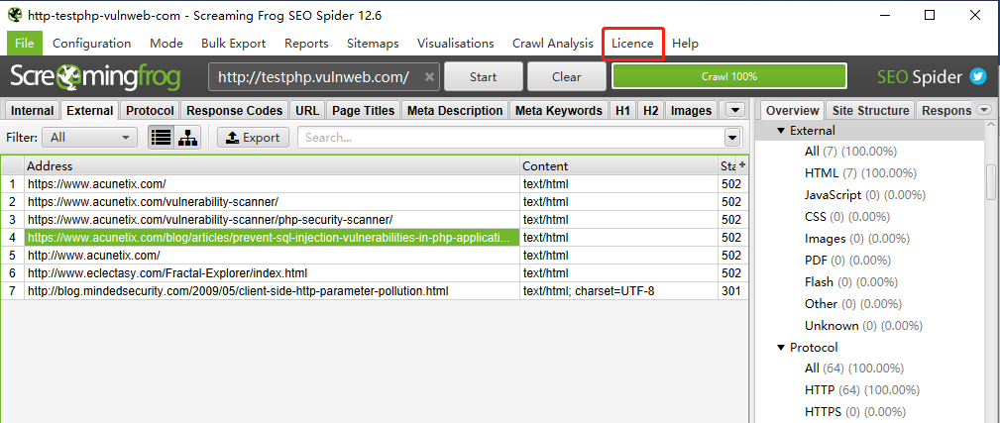 http-testphp-vulnweb-com - Screaming Frog SEO Spider 12.6
File Configuration Mode Bulk Export Reports Sitemaps Visualisations Crawl Analysis Licence Help
Screamingfrog http://testphp.vulnweb.com/ Start Clear Crawl 100% SEO Spider
Internal External Protocol Response Codes URL Page Titles Meta Description Meta Keywords H1 H2 Images
Filter: All Export Search...
Address Content Sta
1 https://www.acunetix.com/ text/html 502
2 https://www.acunetix.com/vulnerability-scanner/ text/html 502
3 https://www.acunetix.com/vulnerability-scanner/php-security-scanner/ text/html 502
4 https://www.acunetix.com/blog/articles/prevent-sql-injection-vulnerabilities-in-php-applicati... text/html 502
5 http://www.acunetix.com/ text/html 502
6 http://www.eclectasy.com/Fractal-Explorer/index.html text/html 502
7 http://blog.mindedsecurity.com/2009/05/client-side-http-parameter-pollution.html text/html; charset=UTF-8 301
Overview Site Structure Respons
External
All (7) (100.00%)
HTML (7) (100.00%)
JavaScript (0) (0.00%)
CSS (0) (0.00%)
Images (0) (0.00%)
PDF (0) (0.00%)
Flash (0) (0.00%)
Other (0) (0.00%)
Unknown (0) (0.00%)
Protocol
All (64) (100.00%)
HTTP (64) (100.00%)
HTTPS (0) (0.00%)